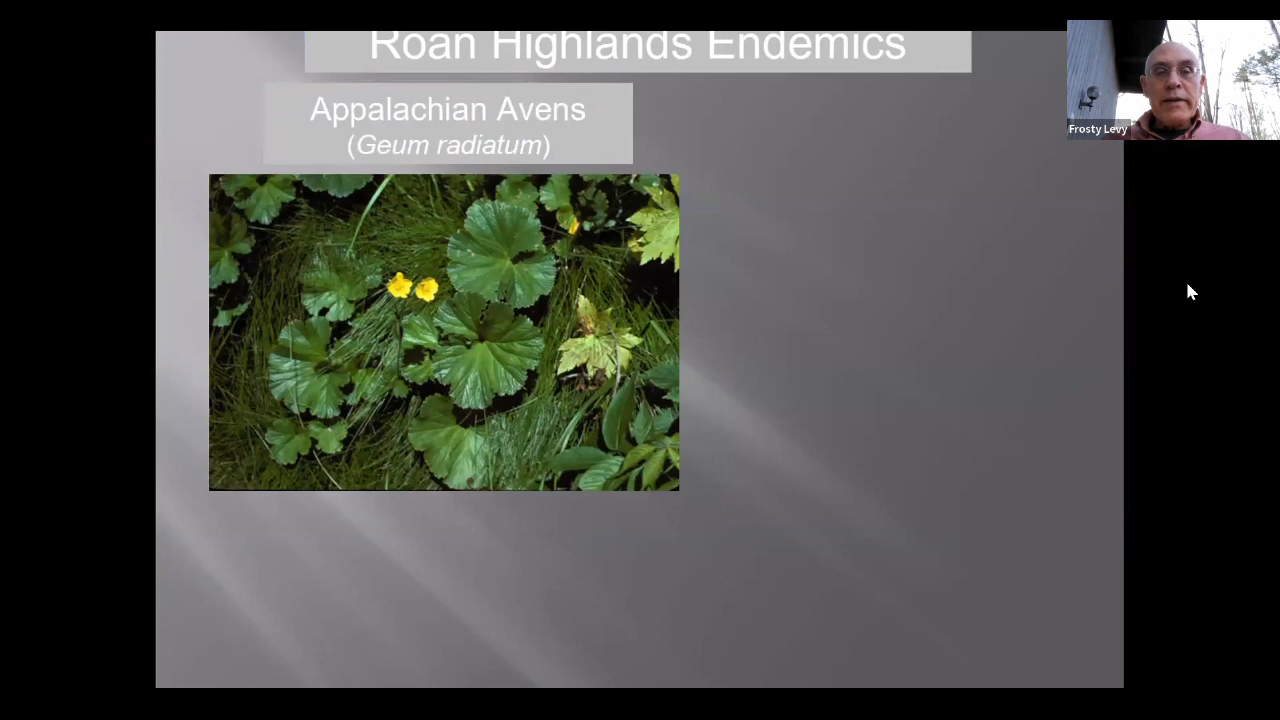 Roan Highlands Endemics
Appalachian Avens
(Geum radiatum)
Frosty Levy